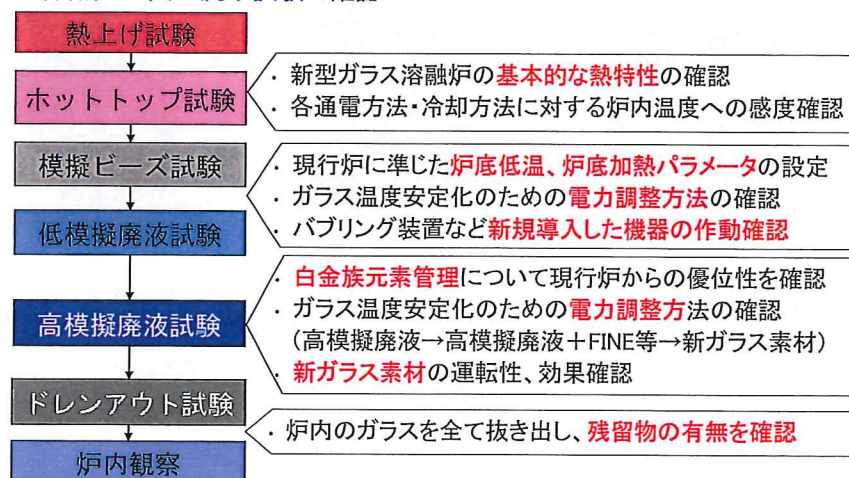 熱上げ試験
ホットトップ試験
・ 新型ガラス溶融炉の基本的な熱特性の確認
・ 各通電方法・冷却方法に対する炉内温度への感度確認
模擬ビーズ試験
低模擬廃液試験
・ 現行炉に準じた炉底低温、炉底加熱パラメータの設定
・ ガラス温度安定化のための電力調整方法の確認
・ バブリング装置など新規導入した機器の作動確認
高模擬廃液試験
・ 白金族元素管理について現行炉からの優位性を確認
・ ガラス温度安定化のための電力調整方法の確認
(高模擬廃液→高模擬廃液+FINE等→新ガラス素材)
・ 新ガラス素材の運転性、効果確認
ドレンアウト試験
炉内観察
・ 炉内のガラスを全て抜き出し、残留物の有無を確認